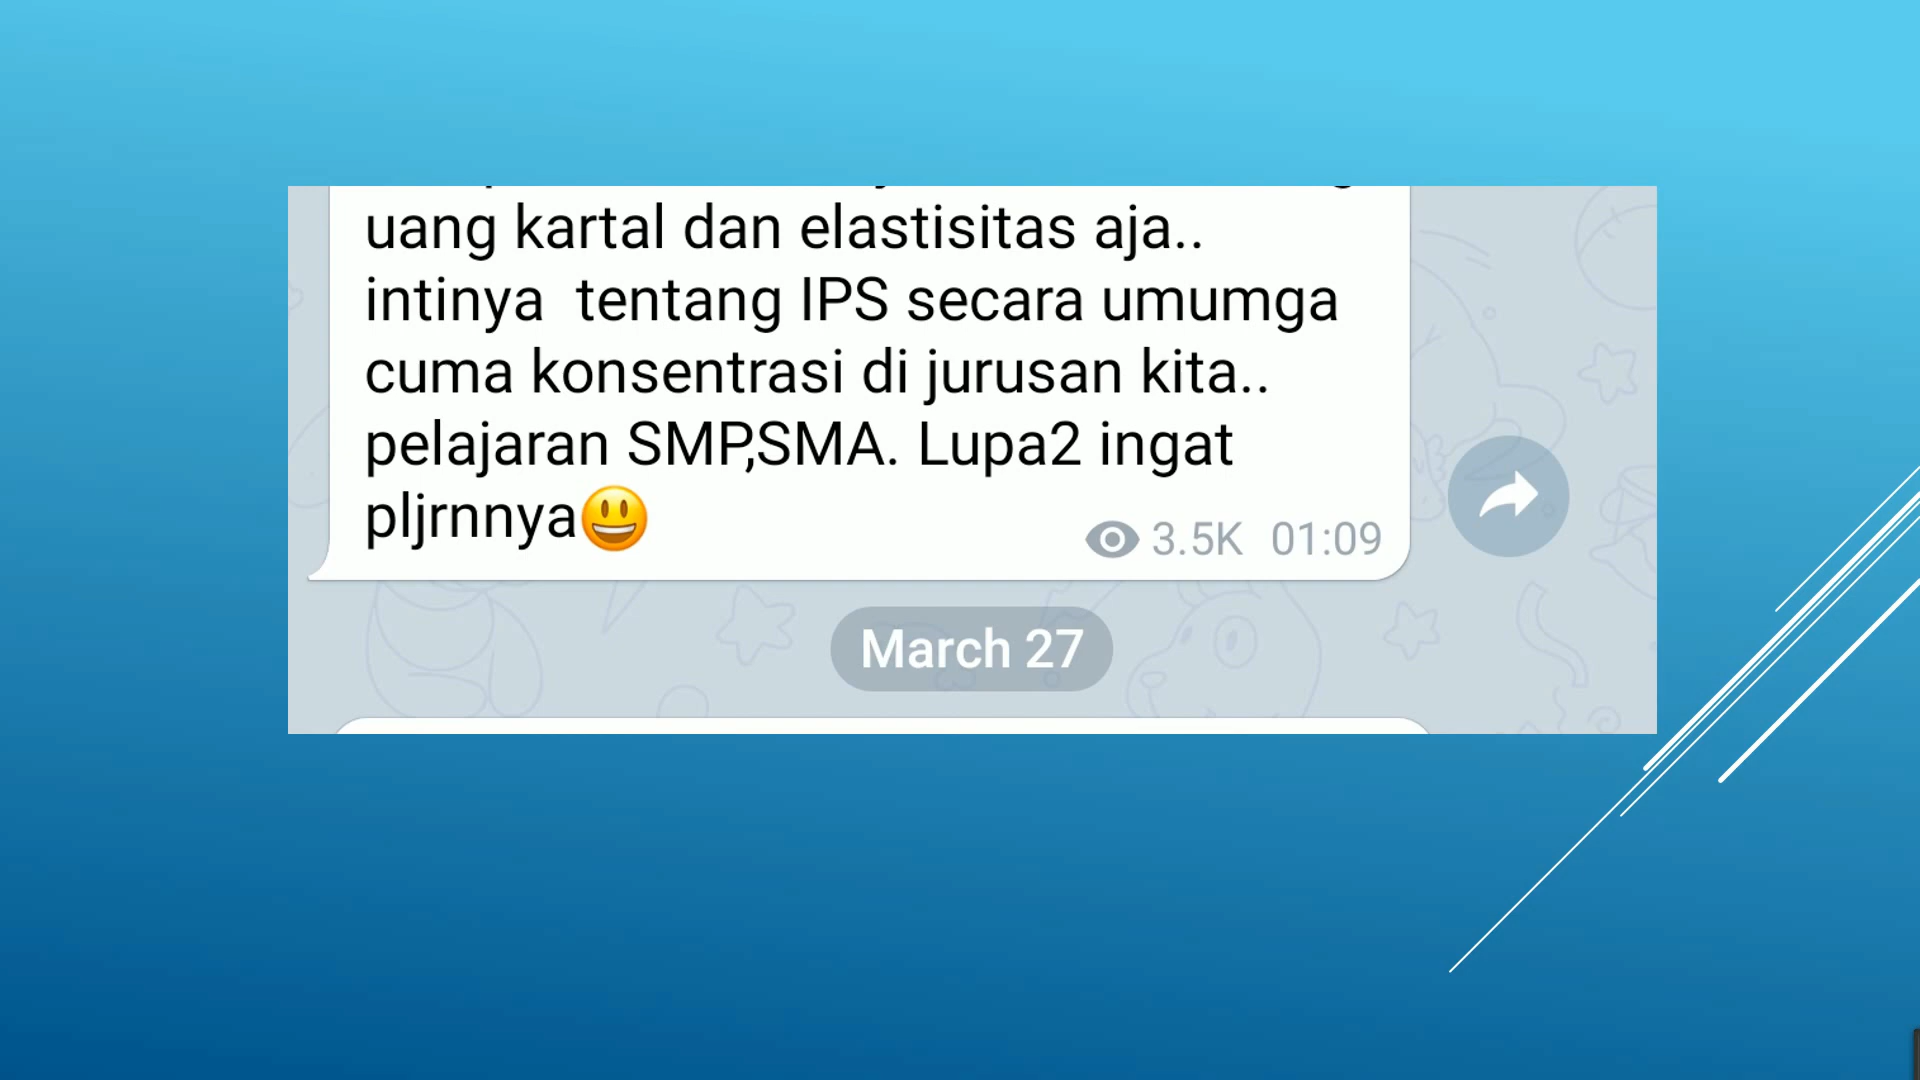 uang kartal dan elastisitas aja..
intinya  tentang IPS secara umumga
cuma konsentrasi di jurusan kita..
pelajaran SMP,SMA. Lupa2 ingat
pljrnnya😃
3.5K 01:09
March 27